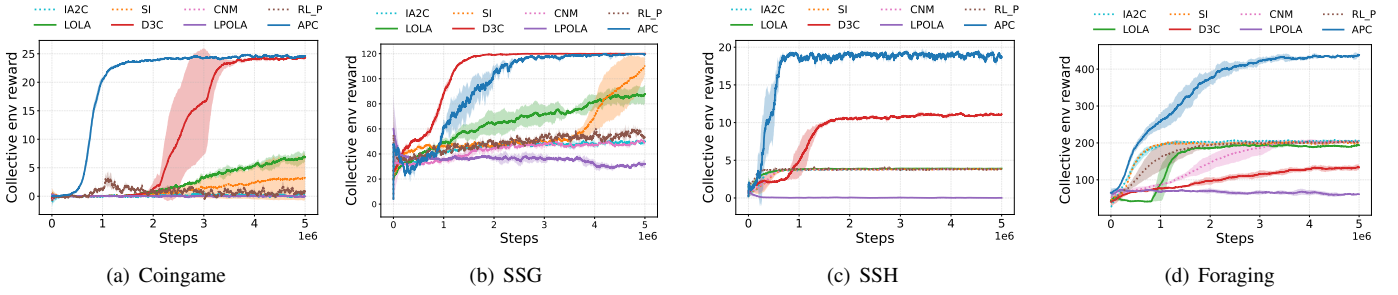 IA2C SI CNM RL_P
LOLA D3C LPOLA APC
Collective env reward
25
20
15
10
5
0
0 1 2 3 4 5
1e6
Steps
(a) Coingame
IA2C SI CNM RL_P
LOLA D3C LPOLA APC
Collective env reward
120
100
80
60
40
20
0
0 1 2 3 4 5
1e6
Steps
(b) SSG
IA2C SI CNM RL_P
LOLA D3C LPOLA APC
Collective env reward
20
15
10
5
0
0 1 2 3 4 5
1e6
Steps
(c) SSH
IA2C SI CNM RL_P
LOLA D3C LPOLA APC
Collective env reward
400
300
200
100
0 1 2 3 4 5
1e6
Steps
(d) Foraging